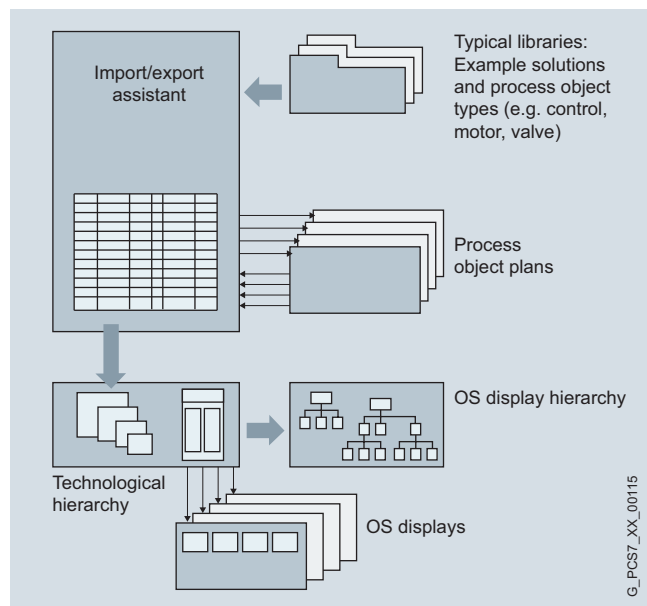 Import/export
assistant
Typical libraries:
Example solutions
and process object
types (e.g. control,
motor, valve)
Process
object plans
OS display hierarchy
Technological
hierarchy
OS displays
G_PCS7_XX_00115